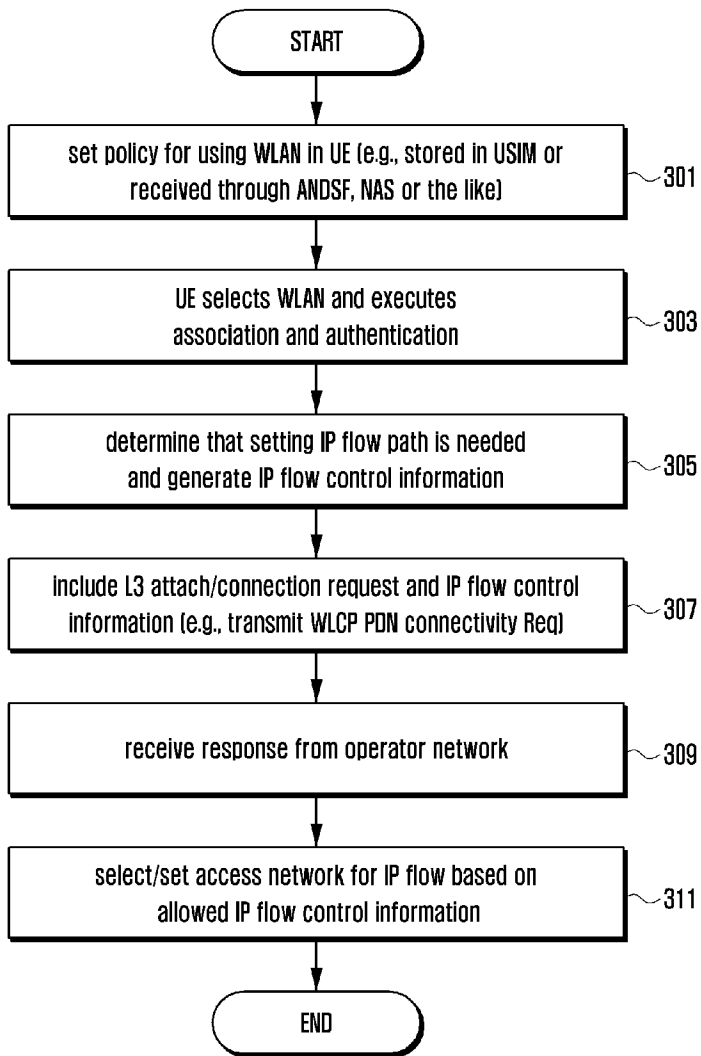 START
set policy for using WLAN in UE (e.g., stored in USIM or
received through ANDSF, NAS or the like)
301
UE selects WLAN and executes
association and authentication
303
determine that setting IP flow path is needed
and generate IP flow control information
305
include L3 attach/connection request and IP flow control
information (e.g., transmit WLCP PDN connectivity Req)
307
receive response from operator network
309
select/set access network for IP flow based on
allowed IP flow control information
311
END